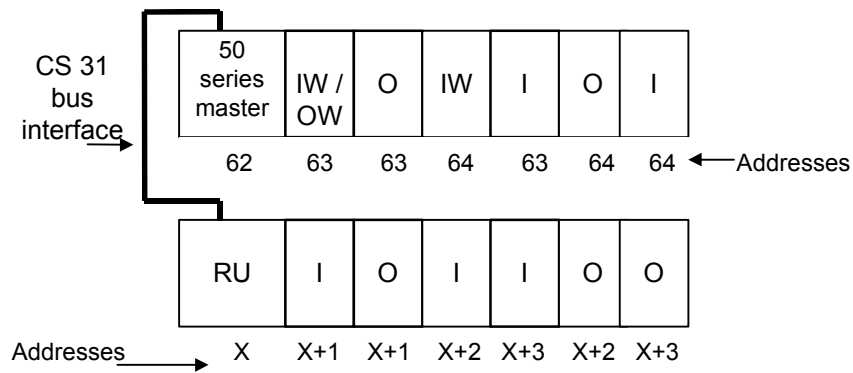 CS 31
bus
interface
50
series
master
IW /
OW
O
IW
I
O
I
62 63 63 64 63 64 64 Addresses
RU I O I I O O
Addresses X X+1 X+1 X+2 X+3 X+2 X+3